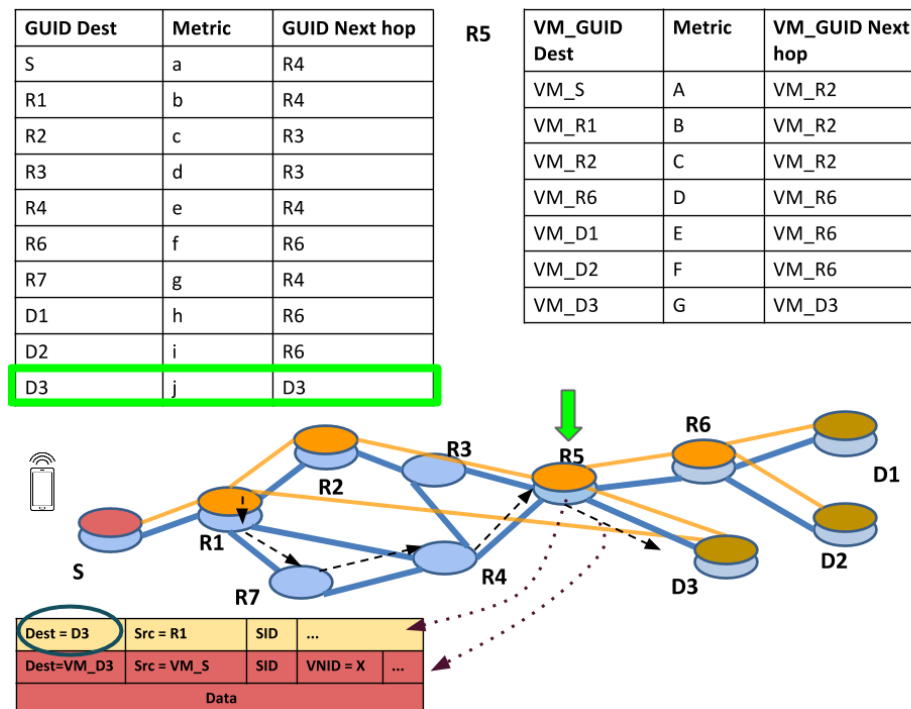 GUID Dest Metric GUID Next hop
S a R4
R1 b R4
R2 c R3
R3 d R3
R4 e R4
R6 f R6
R7 g R4
D1 h R6
D2 i R6
D3 j D3
R5
VM_GUID Dest Metric VM_GUID Next hop
VM_S A VM_R2
VM_R1 B VM_R2
VM_R2 C VM_R2
VM_R6 D VM_R6
VM_D1 E VM_R6
VM_D2 F VM_R6
VM_D3 G VM_D3
R6
R3
R5
D1
R2
R1
D2
S
R4
D3
R7
Dest = D3 Src = R1 SID ...
Dest=VM_D3 Src = VM_S SID VNID = X ...
Data